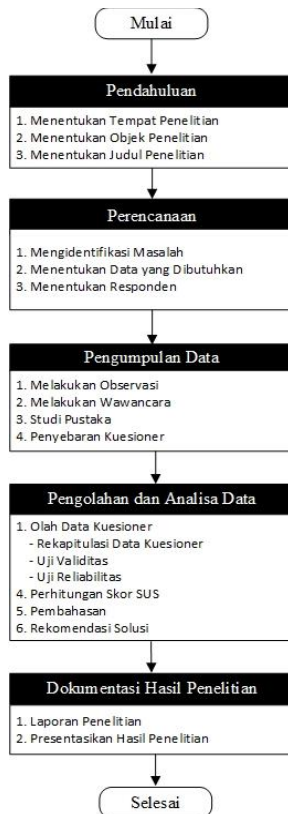 Mulai
Pendahuluan
1. Menentukan Tempat Penelitian
2. Menentukan Objek Penelitian
3. Menentukan Judul Penelitian
Perencanaan
1. Mengidentifikasi Masalah
2. Menentukan Data yang Dibutuhkan
3. Menentukan Responden
Pengumpulan Data
1. Melakukan Observasi
2. Melakukan Wawancara
3. Studi Pustaka
4. Penyebaran Kuesioner
Pengolahan dan Analisa Data
1. Olah Data Kuesioner
- Rekapitulasi Data Kuesioner
- Uji Validitas
- Uji Reliabilitas
4. Perhitungan Skor SUS
5. Pembahasan
6. Rekomendasi Solusi
Dokumentasi Hasil Penelitian
1. Laporan Penelitian
2. Presentasikan Hasil Penelitian
Selesai